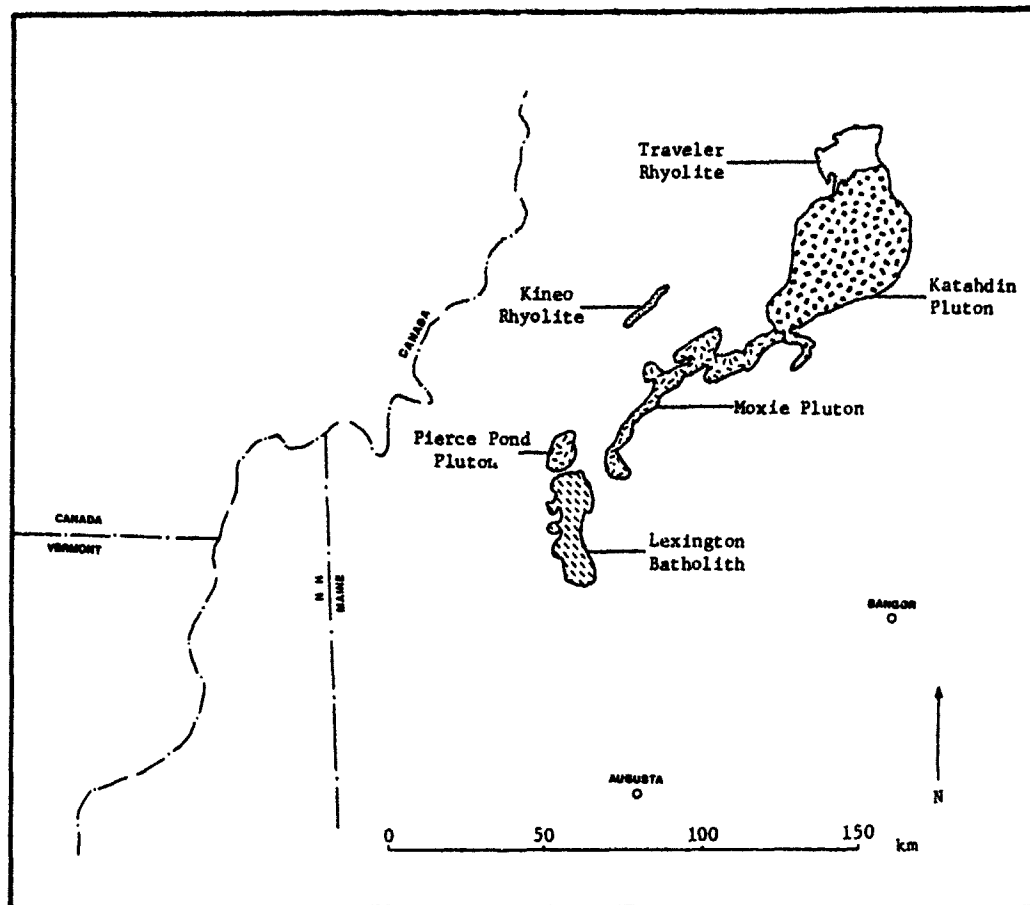 Traveler
Rhyolite
Katahdin
Pluton
Kineo
Rhyolite
CANADA
Moxie Pluton
Pierce Pond
Pluton
CANADA
VERMONT
Lexington
Batholith
N H
MAINE
BANGOR
AUGUSTA
N
0 50 100 150
km